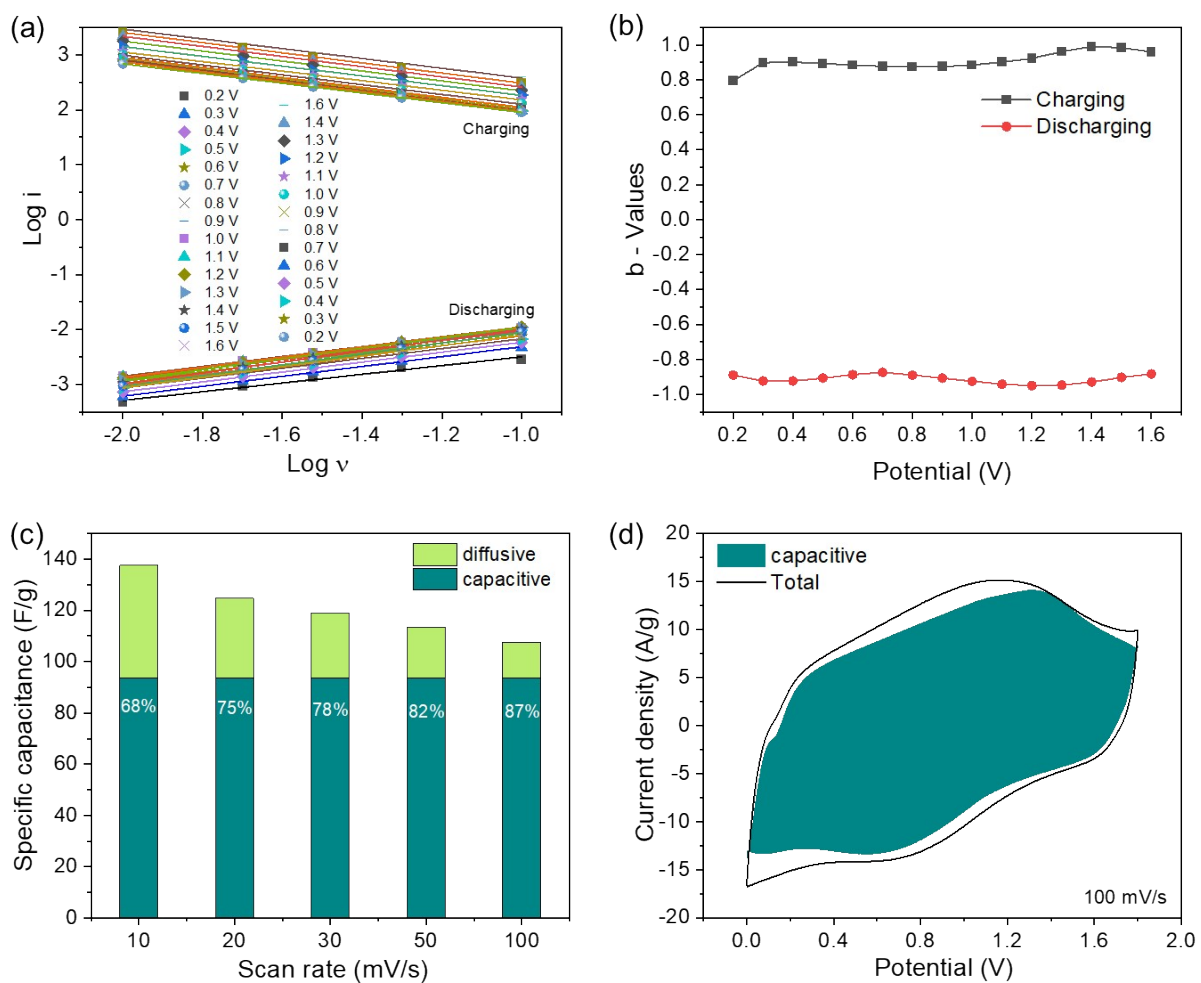 (a)
3
2
1
0
-1
-2
-3
Log i
0.2 V
0.3 V
0.4 V
0.5 V
0.6 V
0.7 V
0.8 V
0.9 V
1.0 V
1.1 V
1.2 V
1.3 V
1.4 V
1.5 V
1.6 V
1.6 V
1.4 V
1.3 V
1.2 V
1.1 V
1.0 V
0.9 V
0.8 V
0.7 V
0.6 V
0.5 V
0.4 V
0.3 V
0.2 V
Charging
Discharging
-2.0 -1.8 -1.6 -1.4 -1.2 -1.0
Log ν
(b)
1.0
0.8
0.6
0.4
0.2
0.0
-0.2
-0.4
-0.6
-0.8
-1.0
b - Values
Charging
Discharging
0.2 0.4 0.6 0.8 1.0 1.2 1.4 1.6
Potential (V)
(c)
140
120
100
80
60
40
20
0
Specific capacitance (F/g)
diffusive
capacitive
68% 75% 78% 82% 87%
10 20 30 50 100
Scan rate (mV/s)
(d)
20
15
10
5
0
-5
-10
-15
-20
Current density (A/g)
capacitive
Total
100 mV/s
0.0 0.4 0.8 1.2 1.6 2.0
Potential (V)